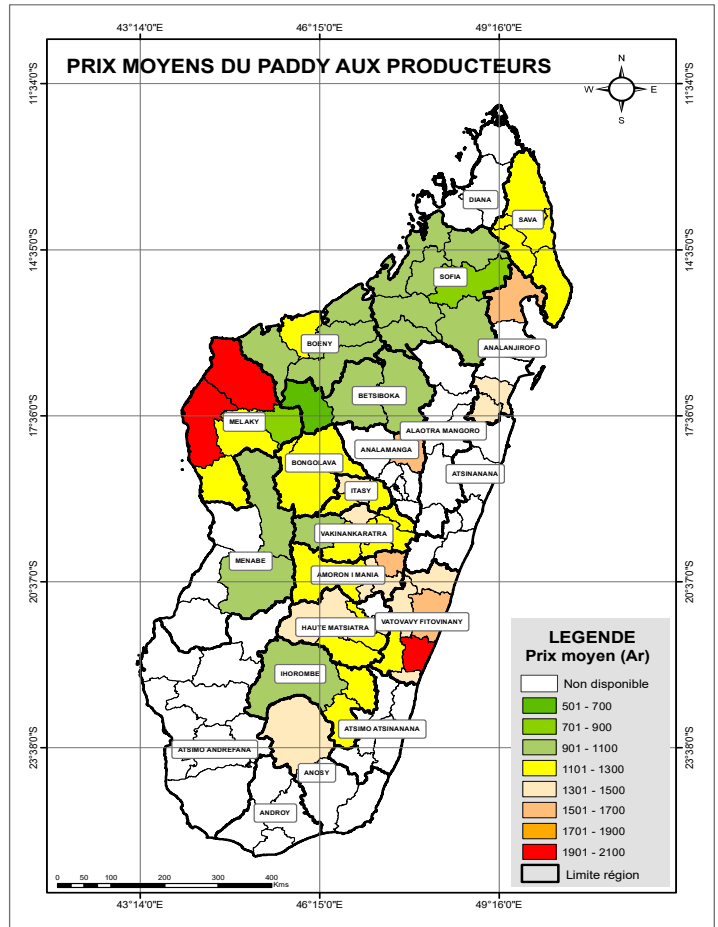 43°14'0"E 46°15'0"E 49°16'0"E
PRIX MOYENS DU PADDY AUX PRODUCTEURS
N
W E
S
11°34'0"S 11°34'0"S
DIANA
SAVA
14°35'0"S 14°35'0"S
SOFIA
BOENY
ANALANJIROFO
BETSIBOKA
17°36'0"S 17°36'0"S
MELAKY
ALAOTRA MANGORO
ANALAMANGA
BONGOLAVA
ATSINANANA
ITASY
VAKINANKARATRA
MENABE
AMORON I MANIA
20°37'0"S 20°37'0"S
HAUTE MATSIATRA
VATOVAVY FITOVINANY
IHOROMBE
ATSIMO ATSINANANA
ATSIMO ANDREFANA
23°38'0"S 23°38'0"S
ANOSY
ANDROY
LEGENDE
Prix moyen (Ar)
Non disponible
501 - 700
701 - 900
901 - 1100
1101 - 1300
1301 - 1500
1501 - 1700
1701 - 1900
1901 - 2100
Limite région
0 50 100 200 300 400
Kms
43°14'0"E 46°15'0"E 49°16'0"E